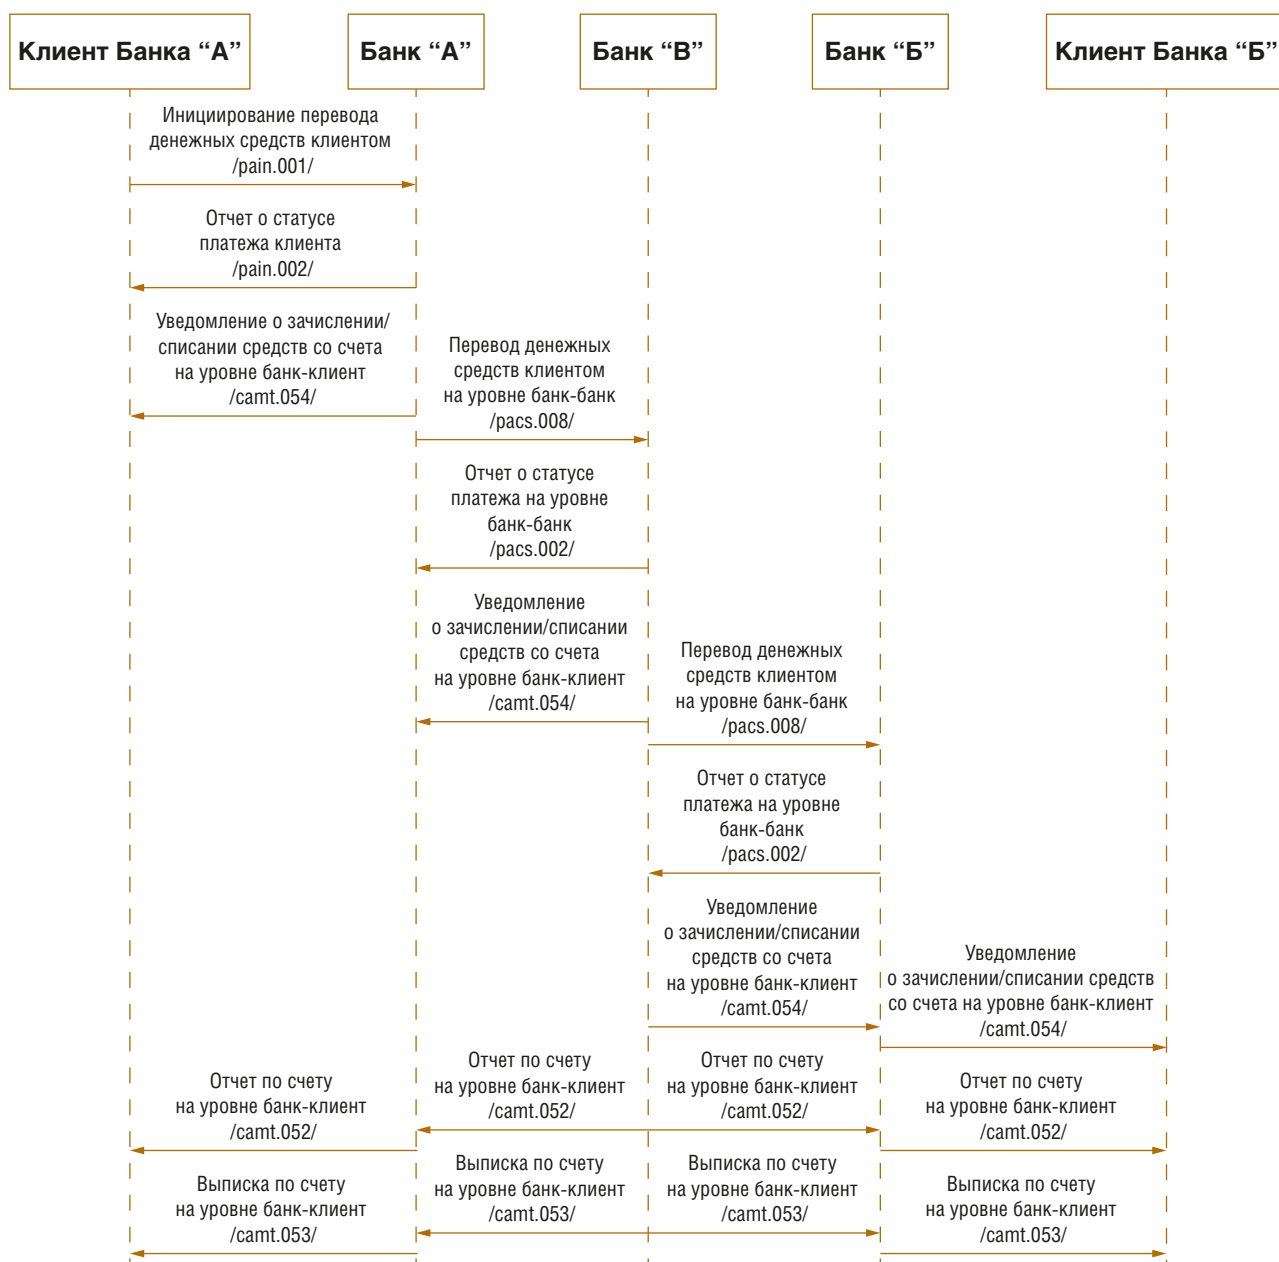 Клиент Банка “А”
Банк “А”
Банк “В”
Банк “Б”
Клиент Банка “Б”
Инициирование перевода
денежных средств клиентом
/pain.001/
Отчет о статусе
платежа клиента
/pain.002/
Уведомление о зачислении/
списании средств со счета
на уровне банк-клиент
/camt.054/
Перевод денежных
средств клиентом
на уровне банк-банк
/pacs.008/
Отчет о статусе
платежа на уровне
банк-банк
/pacs.002/
Уведомление
о зачислении/списании
средств со счета
на уровне банк-клиент
/camt.054/
Перевод денежных
средств клиентом
на уровне банк-банк
/pacs.008/
Отчет о статусе
платежа на уровне
банк-банк
/pacs.002/
Уведомление
о зачислении/списании
средств со счета
на уровне банк-клиент
/camt.054/
Уведомление
о зачислении/списании средств
со счета на уровне банк-клиент
/camt.054/
Отчет по счету
на уровне банк-клиент
/camt.052/
Отчет по счету
на уровне банк-клиент
/camt.052/
Отчет по счету
на уровне банк-клиент
/camt.052/
Отчет по счету
на уровне банк-клиент
/camt.052/
Выписка по счету
на уровне банк-клиент
/camt.053/
Выписка по счету
на уровне банк-клиент
/camt.053/
Выписка по счету
на уровне банк-клиент
/camt.053/
Выписка по счету
на уровне банк-клиент
/camt.053/